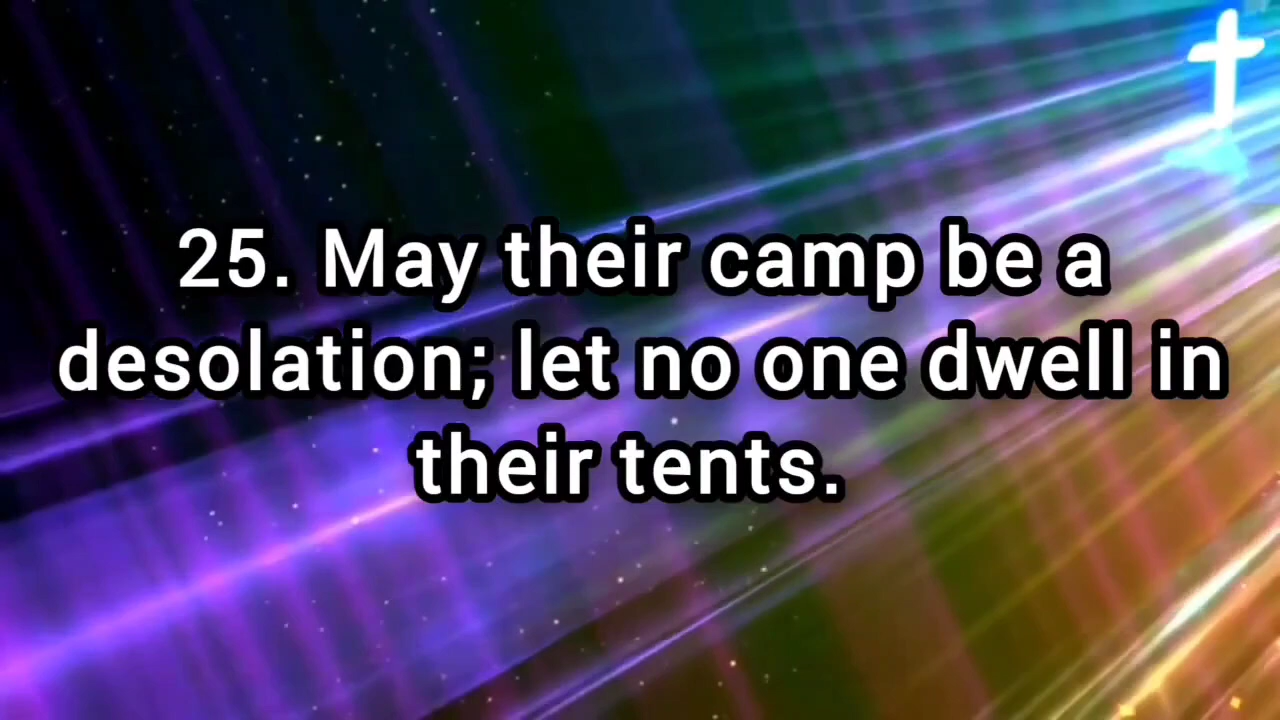 25. May their camp be a
desolation; let no one dwell in
their tents.